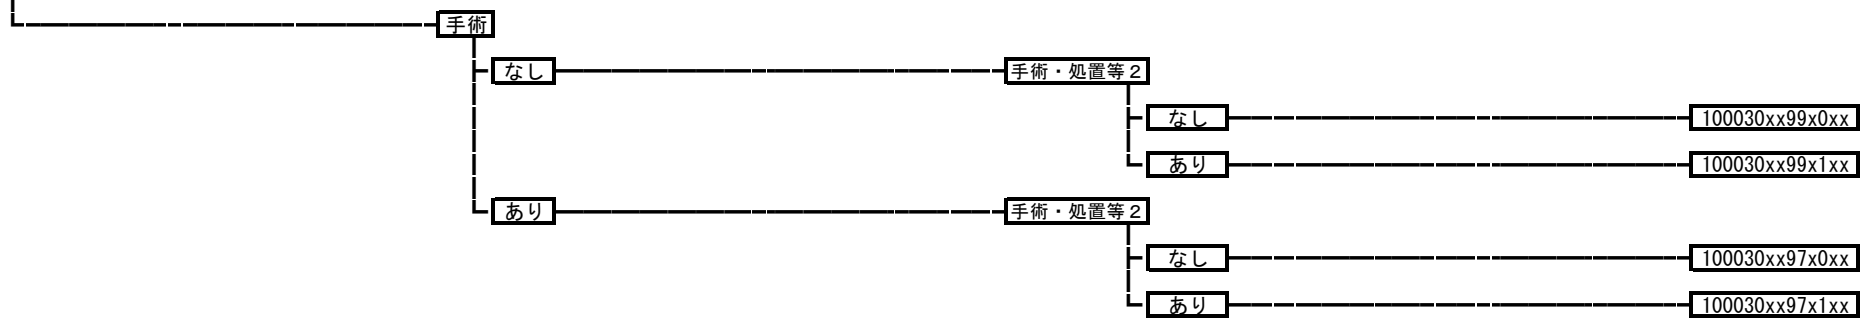 手術
なし 手術・処置等２
なし 100030xx99x0xx
あり 100030xx99x1xx
あり 手術・処置等２
なし 100030xx97x0xx
あり 100030xx97x1xx